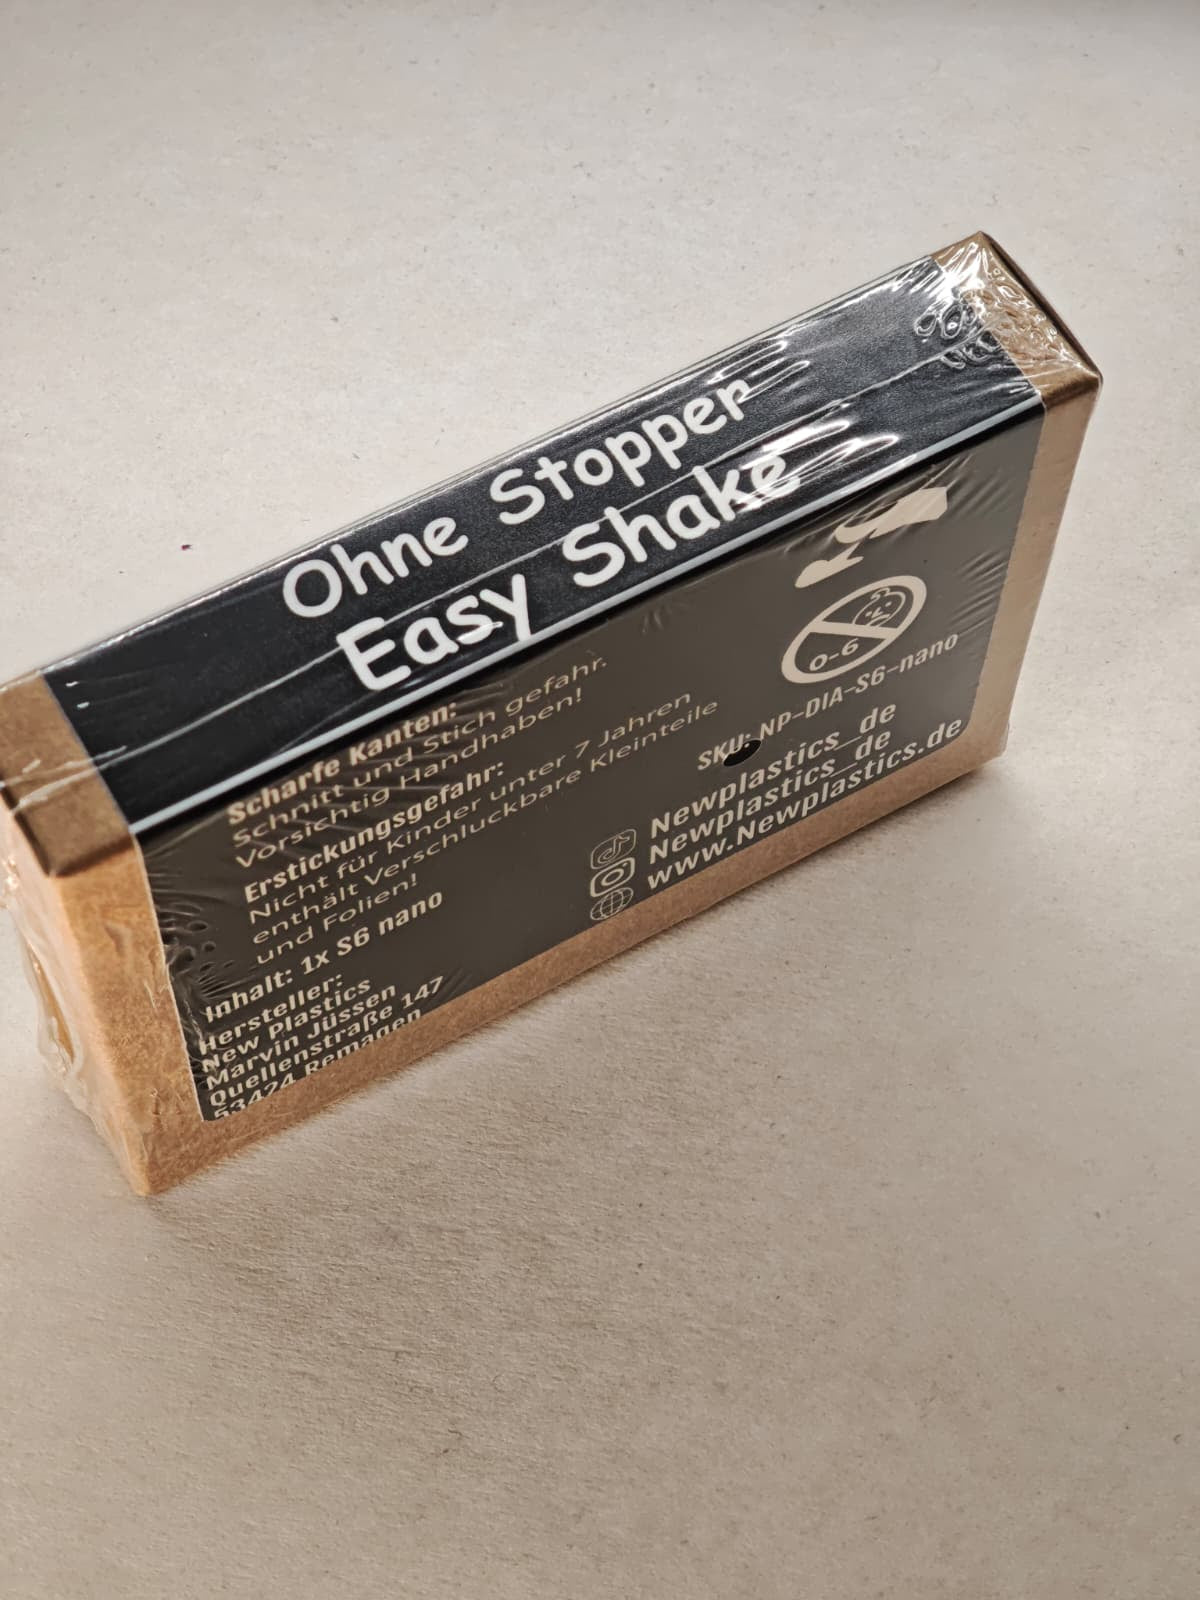 Ohne Stopper
Easy Shake
Scharfe Kanten:
Schnitt und Stich gefahr.
Vorsichtig Handhaben!
Erstickungsgefahr:
Nicht für Kinder unter 7 Jahren
enthält Verschluckbare Kleinteile
und Folien!
Inhalt: 1x S6 nano
Hersteller:
New Plastics
Marvin Jüssen
Quellenstraße 147
53424 Remagen
0-6
SKU: NP-DIA-S6-nano
Newplastics_de
Newplastics_de
www.Newplastics.de